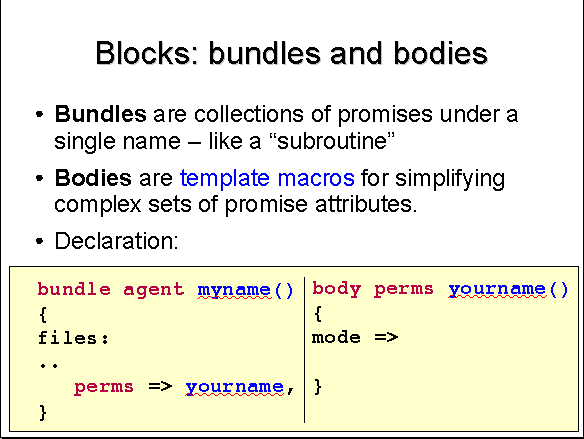 Blocks: bundles and bodies
• Bundles are collections of promises under a
single name – like a “subroutine”
• Bodies are template macros for simplifying
complex sets of promise attributes.
• Declaration:
bundle agent myname()
{
files:
..
perms => yourname,
}
body perms yourname()
{
mode =>
}